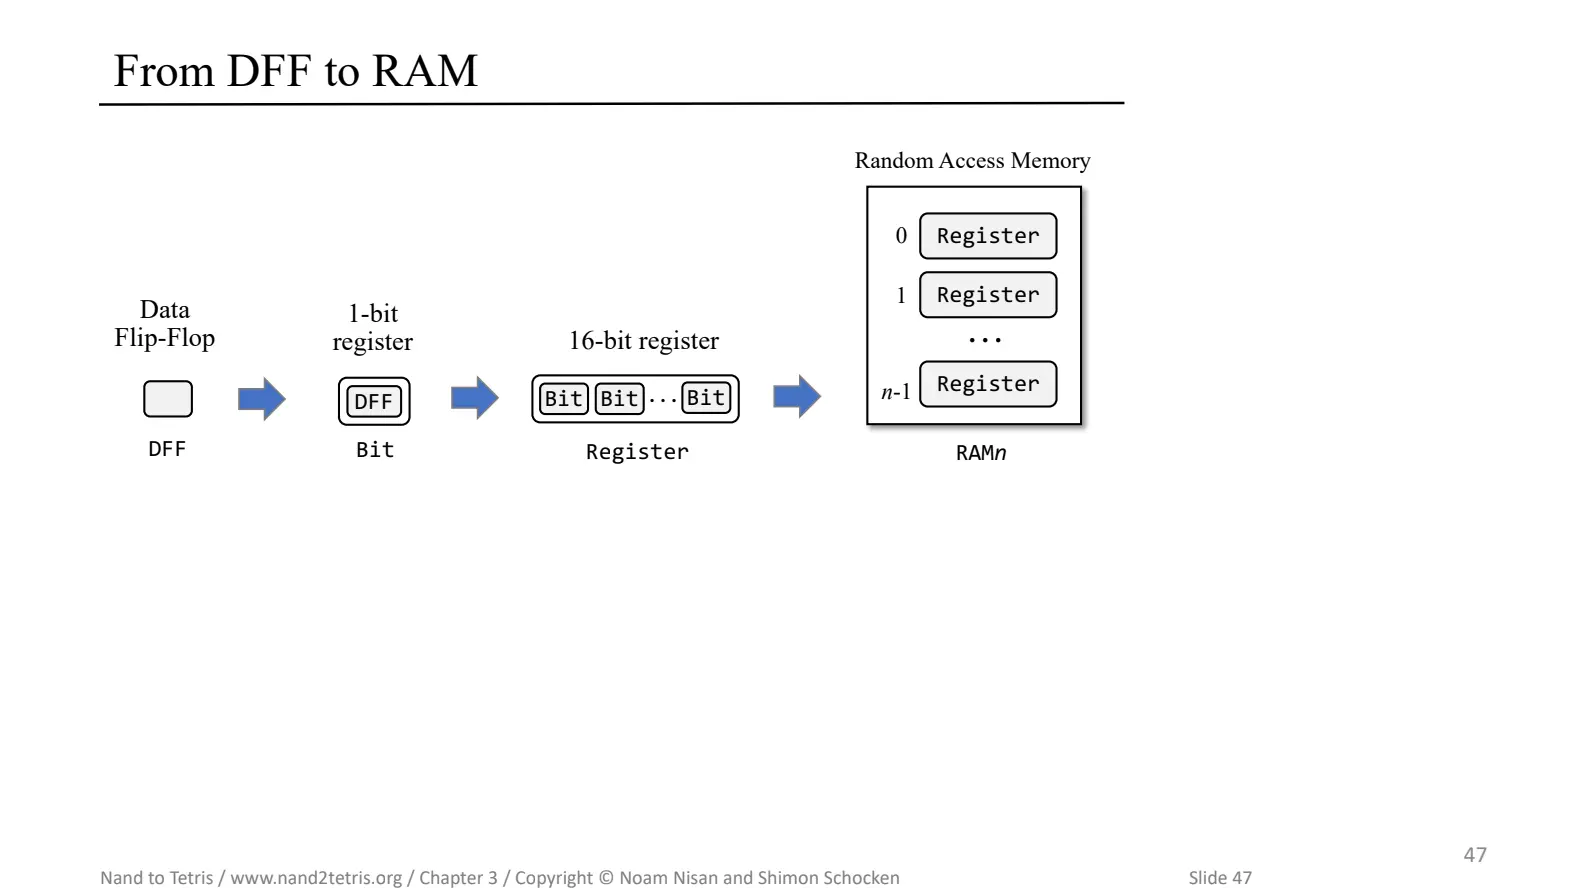 From DFF to RAM
Data
Flip-Flop
DFF
1-bit
register
DFF
Bit
16-bit register
Bit Bit ... Bit
Register
Random Access Memory
0 Register
1 Register
...
n-1 Register
RAMn
47
Nand to Tetris / www.nand2tetris.org / Chapter 3 / Copyright © Noam Nisan and Shimon Schocken Slide 47